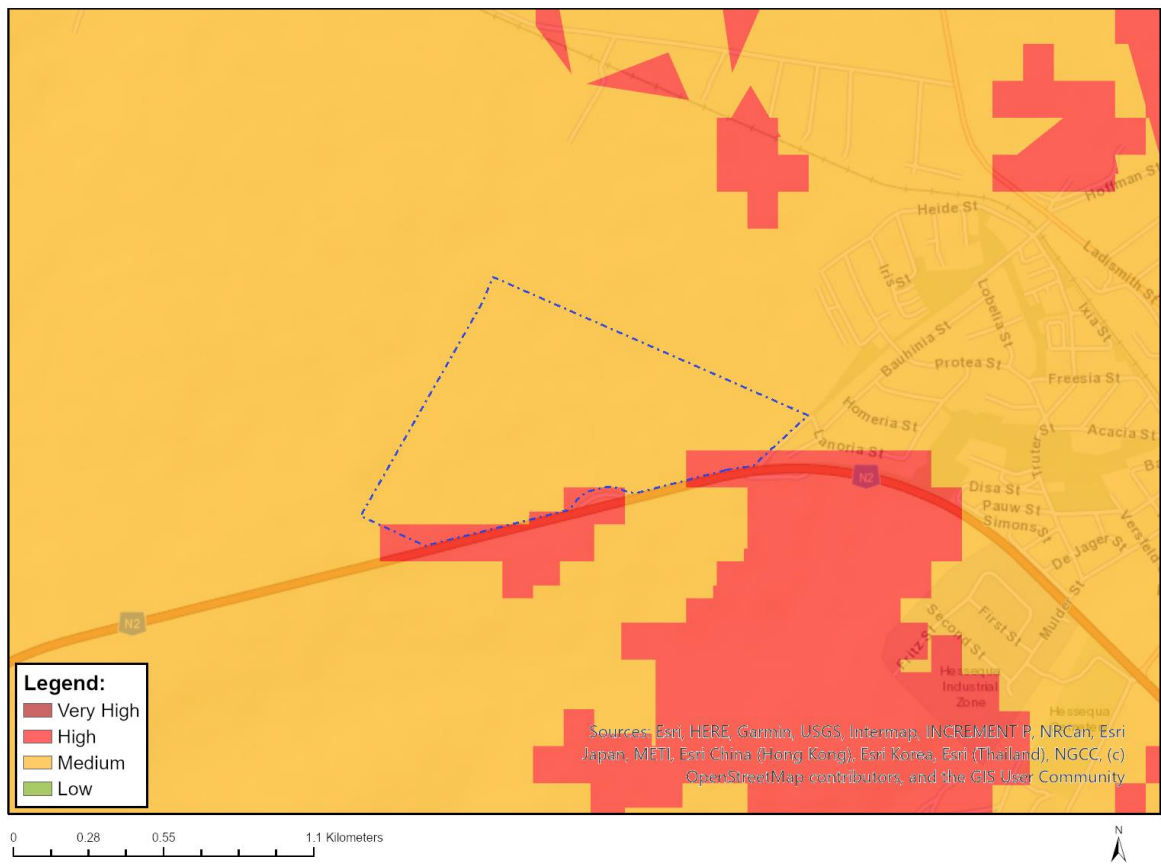 Hoffman St
Heide St
Ladismith St
Iris St
Lobelia St
Ixia St
Bauhinia St
Protea St
Freesia St
Homeria St
Truter St
Acacia St
Lanoria St
N2
Disa St
Pauw St
Simons St
Versfeld
De Jager St
Mulder St
First St
Second St
Fritz St
N2
Hessequa
Industrial
Zone
Hessequa
Legend:
Very High
High
Medium
Low
Sources: Esri, HERE, Garmin, USGS, Intermap, INCREMENT P, NRCan, Esri
Japan, METI, Esri China (Hong Kong), Esri Korea, Esri (Thailand), NGCC, (c)
OpenStreetMap contributors, and the GIS User Community
0 0.28 0.55 1.1 Kilometers
N